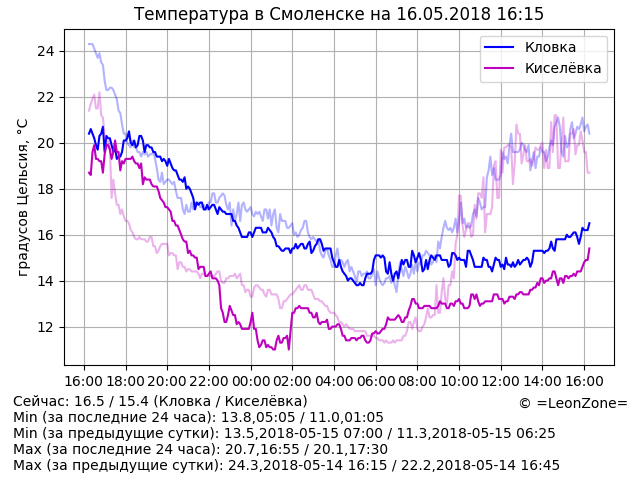 Температура в Смоленске на 16.05.2018 16:15
Кловка
Киселёвка
градусов Цельсия, °C
24
22
20
18
16
14
12
16:00 18:00 20:00 22:00 00:00 02:00 04:00 06:00 08:00 10:00 12:00 14:00 16:00
Сейчас: 16.5 / 15.4 (Кловка / Киселёвка)
© =LeonZone=
Min (за последние 24 часа): 13.8,05:05 / 11.0,01:05
Min (за предыдущие сутки): 13.5,2018-05-15 07:00 / 11.3,2018-05-15 06:25
Max (за последние 24 часа): 20.7,16:55 / 20.1,17:30
Max (за предыдущие сутки): 24.3,2018-05-14 16:15 / 22.2,2018-05-14 16:45